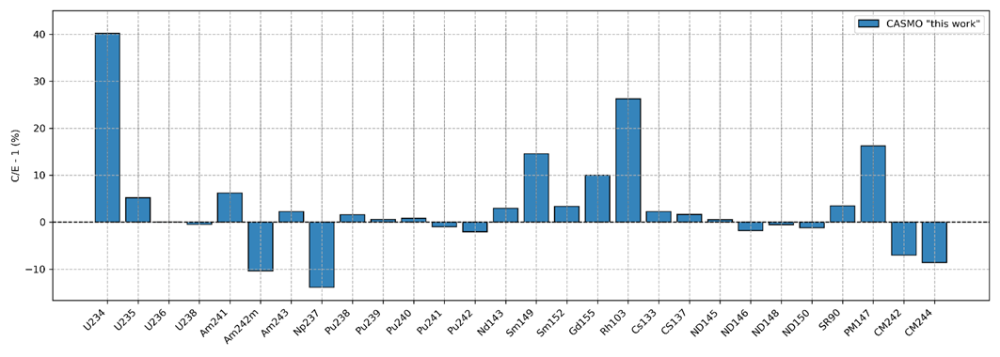 CASMO "this work"
C/E - 1 (%)
40
30
20
10
0
−10
U234
U235
U236
U238
Am241
Am242m
Am243
Np237
Pu238
Pu239
Pu240
Pu241
Pu242
Nd143
Sm149
Sm152
Gd155
Rh103
Cs133
CS137
ND145
ND146
ND148
ND150
SR90
PM147
CM242
CM244